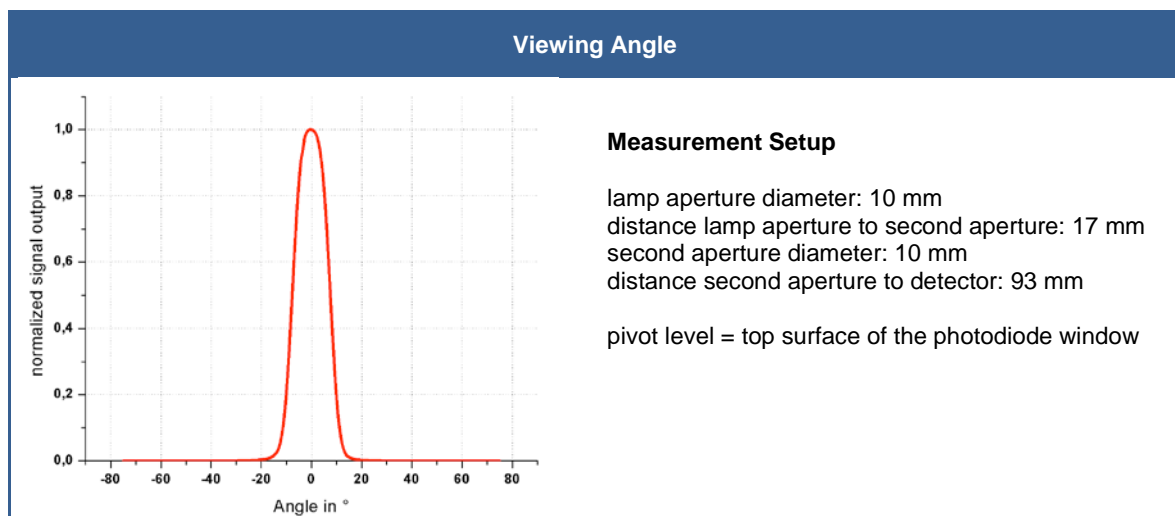 Viewing Angle
1,0
0,8
0,6
0,4
0,2
0,0
normalized signal output
-80 -60 -40 -20 0 20 40 60 80
Angle in °
Measurement Setup
lamp aperture diameter: 10 mm
distance lamp aperture to second aperture: 17 mm
second aperture diameter: 10 mm
distance second aperture to detector: 93 mm
pivot level = top surface of the photodiode window